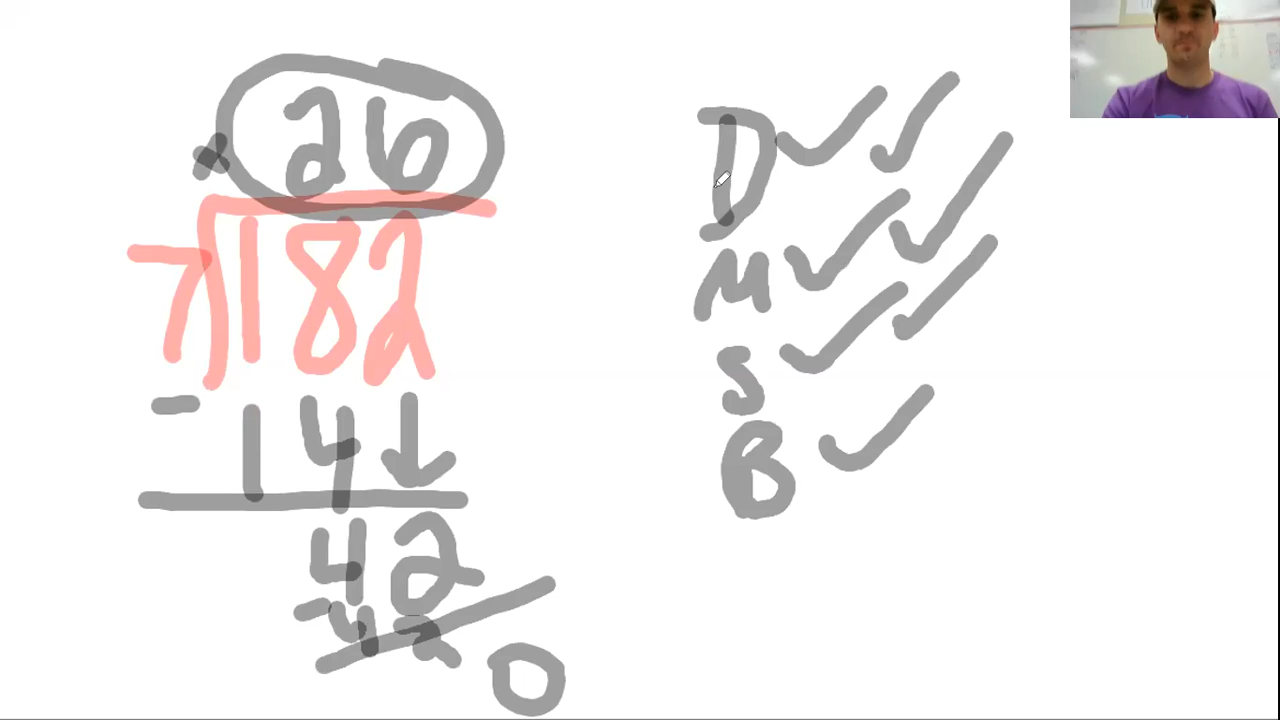 x 26
7 182
- 14
42
- 42
0
D ✓ ✓
M ✓ ✓
S ✓ ✓
B ✓